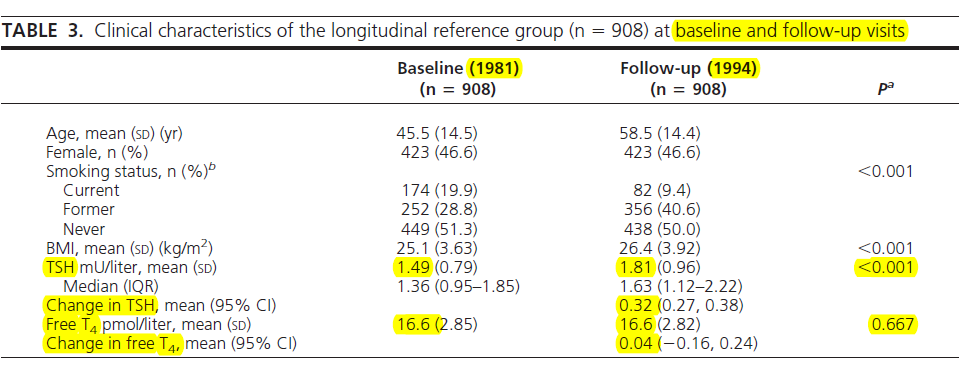 TABLE 3. Clinical characteristics of the longitudinal reference group (n = 908) at baseline and follow-up visits
Baseline (1981) Follow-up (1994)
(n = 908) (n = 908) Pa
Age, mean (SD) (yr) 45.5 (14.5) 58.5 (14.4)
Female, n (%) 423 (46.6) 423 (46.6)
Smoking status, n (%)b <0.001
Current 174 (19.9) 82 (9.4)
Former 252 (28.8) 356 (40.6)
Never 449 (51.3) 438 (50.0)
BMI, mean (SD) (kg/m2) 25.1 (3.63) 26.4 (3.92) <0.001
TSH mU/liter, mean (SD) 1.49 (0.79) 1.81 (0.96) <0.001
Median (IQR) 1.36 (0.95–1.85) 1.63 (1.12–2.22)
Change in TSH, mean (95% CI) 0.32 (0.27, 0.38)
Free T4 pmol/liter, mean (SD) 16.6 (2.85) 16.6 (2.82) 0.667
Change in free T4, mean (95% CI) 0.04 (−0.16, 0.24)